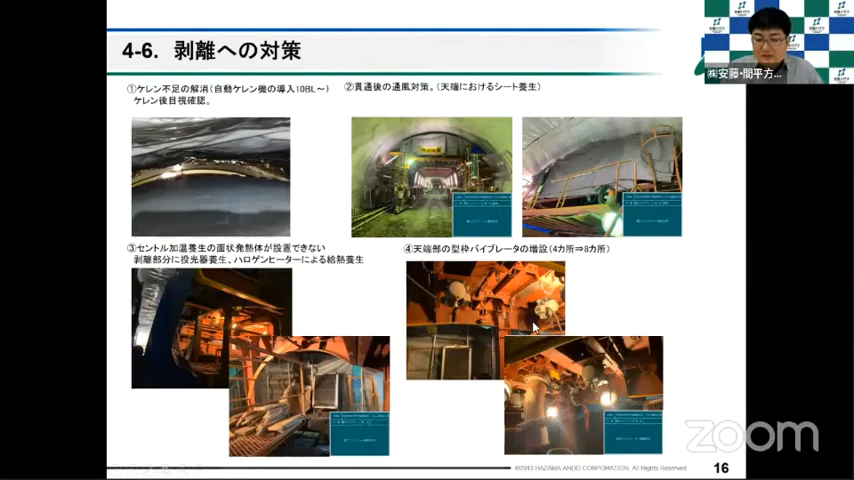 4-6. 剥離への対策
①ケレン不足の解消（自動ケレン機の導入10BL～）
ケレン後目視確認。
②貫通後の通風対策。（天端におけるシート養生）
③セントル加温養生の面状発熱体が設置できない
剥離部分に投光器養生、ハロゲンヒーターによる給熱養生
④天端部の型枠バイブレータの増設（4カ所⇒8カ所）
㈱安藤・間平方...
zoom
©2013 HAZAMA ANDO CORPORATION. All Rights Reserved.
16